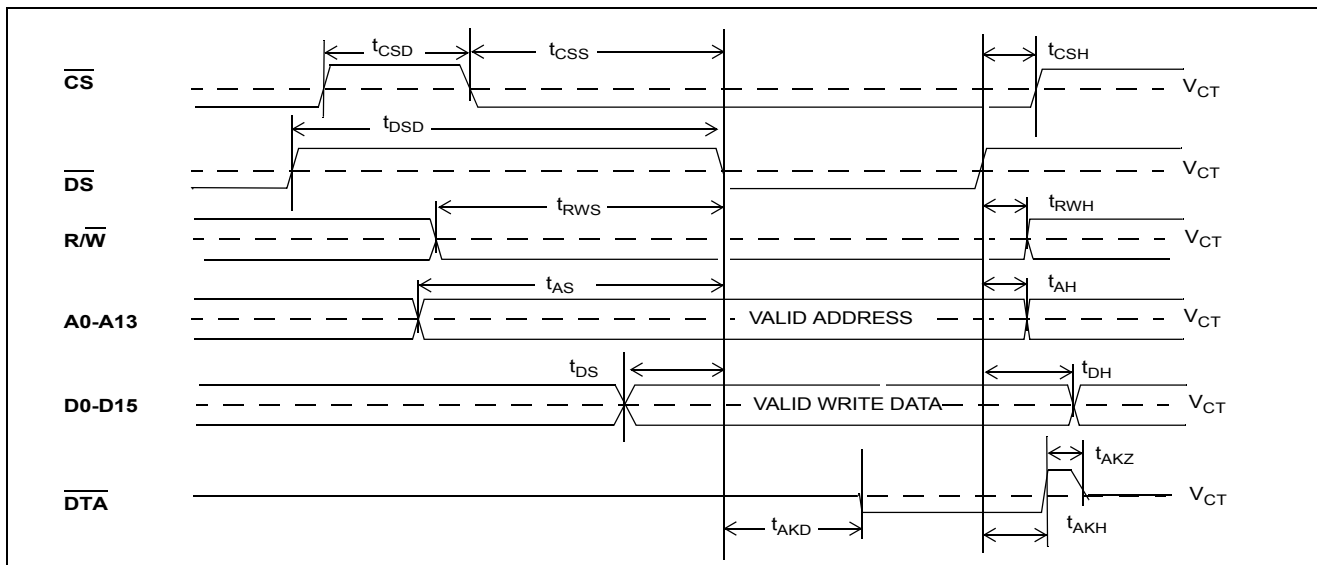 tCSD tCSS tCSH
CS VCT
tDSD
DS VCT
tRWS tRWH
R/W VCT
tAS tAH
A0-A13 VALID ADDRESS VCT
tDS tDH
D0-D15 VALID WRITE DATA VCT
tAKZ
DTA VCT
tAKD tAKH